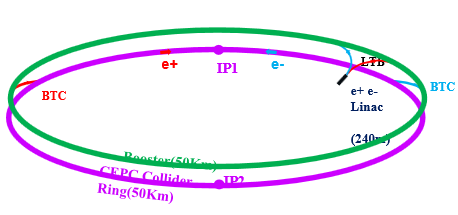 e+
IP1
e-
LTB
BTC
BTC
e+ e-
Linac
(240m)
Booster(50Km)
CEPC Collider
Ring(50Km)
IP2